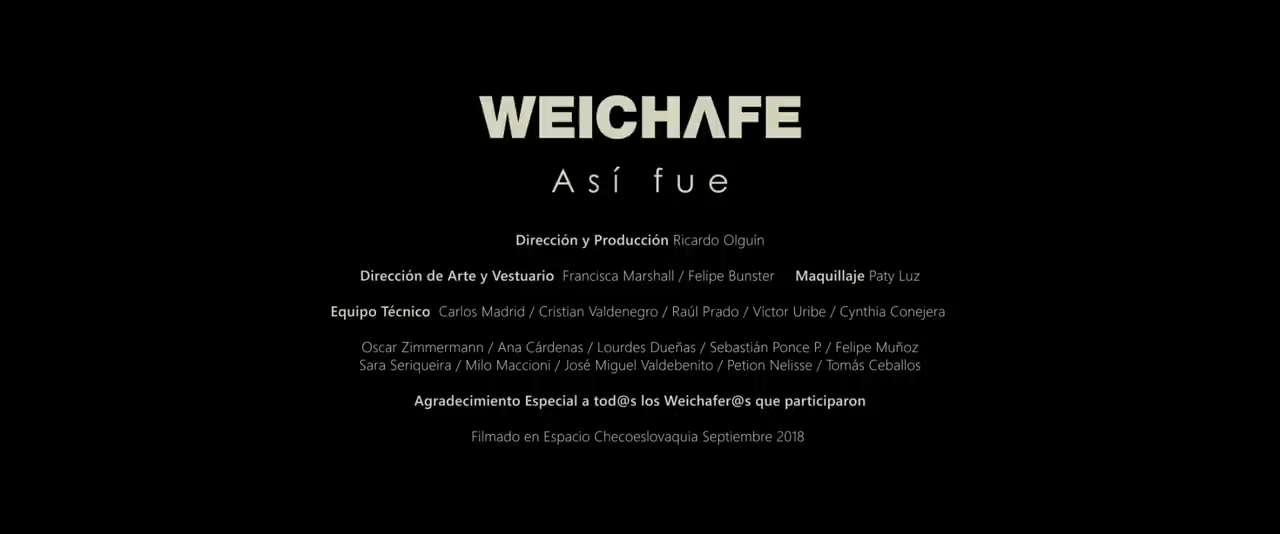 WEICHAFE
Así fue
Dirección y Producción Ricardo Olguín
Dirección de Arte y Vestuario Francisca Marshall / Felipe Bunster Maquillaje Paty Luz
Equipo Técnico Carlos Madrid / Cristian Valdenegro / Raúl Prado / Víctor Uribe / Cynthia Conejera
Oscar Zimmermann / Ana Cárdenas / Lourdes Dueñas / Sebastián Ponce P. / Felipe Muñoz
Sara Seriqueira / Milo Maccioni / José Miguel Valdebenito / Petion Nelisse / Tomás Ceballos
Agradecimiento Especial a tod@s los Weichafer@s que participaron
Filmado en Espacio Checoeslovaquia Septiembre 2018